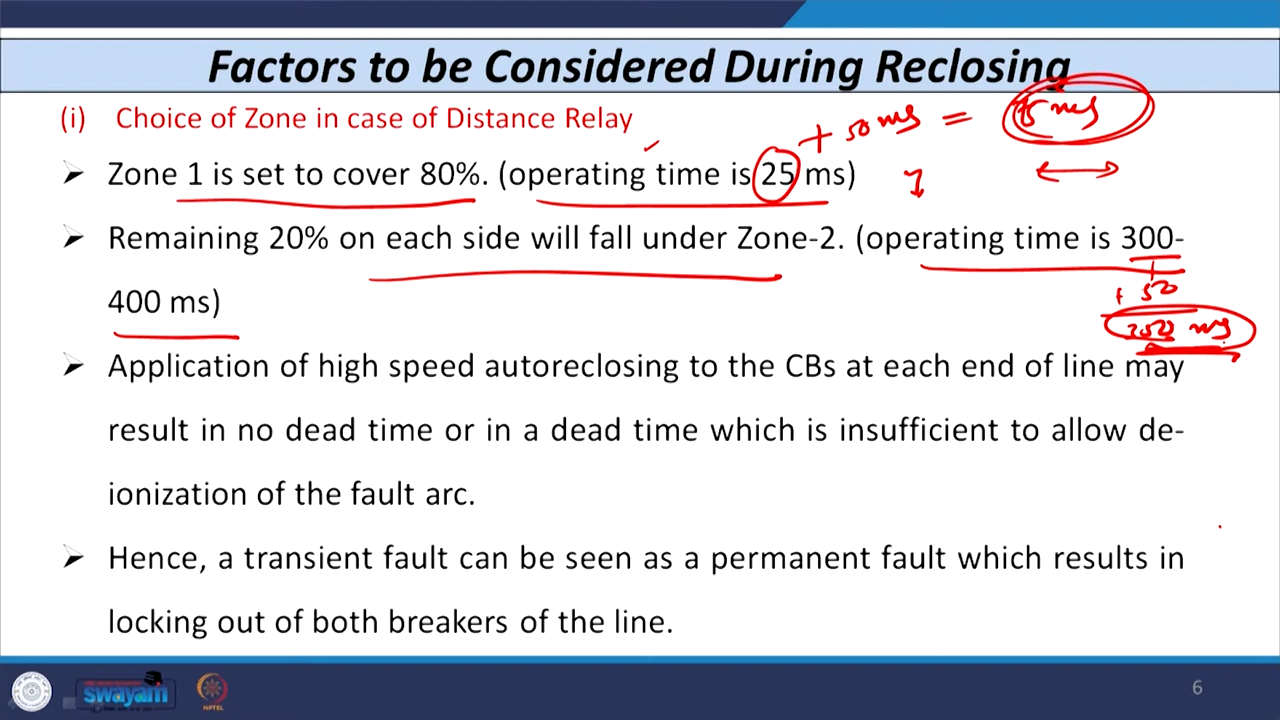 Factors to be Considered During Reclosing
(i) Choice of Zone in case of Distance Relay
+ 50 ms = 75 ms
➢ Zone 1 is set to cover 80%. (operating time is 25 ms)
➢ Remaining 20% on each side will fall under Zone-2. (operating time is 300-
+ 50
400 ms)
350 ms
➢ Application of high speed autoreclosing to the CBs at each end of line may
result in no dead time or in a dead time which is insufficient to allow de-
ionization of the fault arc.
➢ Hence, a transient fault can be seen as a permanent fault which results in
locking out of both breakers of the line.
swayam
NPTEL
6